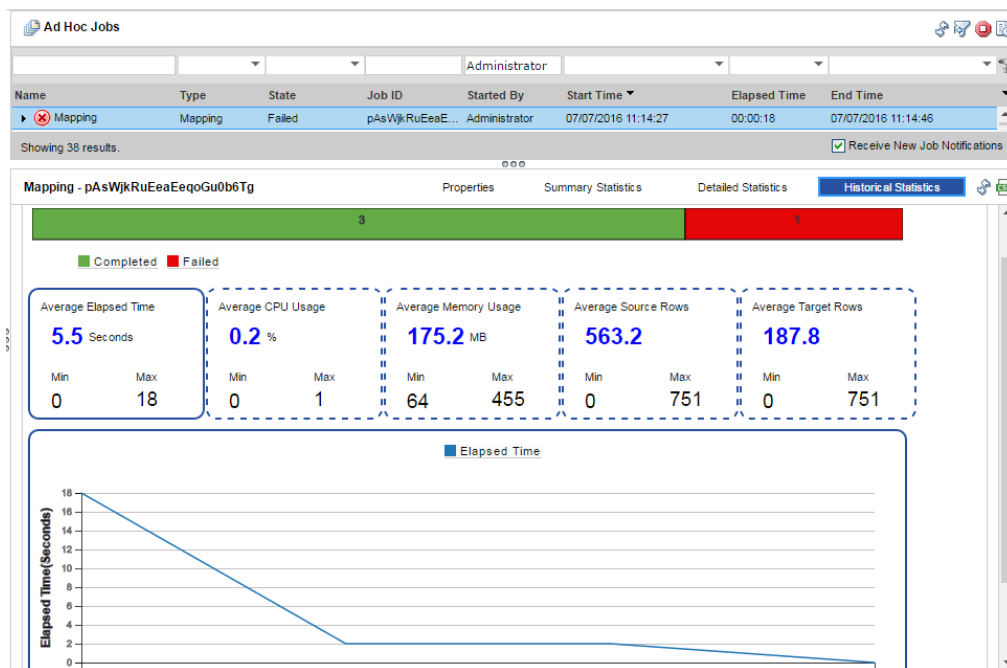 Ad Hoc Jobs
Administrator
Name Type State Job ID Started By Start Time Elapsed Time End Time
Mapping Mapping Failed pAsWjkRuEeaE... Administrator 07/07/2016 11:14:27 00:00:18 07/07/2016 11:14:46
Showing 38 results. Receive New Job Notifications
Mapping - pAsWjkRuEeaEeqoGu0b6Tg Properties Summary Statistics Detailed Statistics Historical Statistics
3 1
Completed Failed
Average Elapsed Time Average CPU Usage Average Memory Usage Average Source Rows Average Target Rows
5.5 Seconds 0.2 % 175.2 MB 563.2 187.8
Min Max Min Max Min Max Min Max Min Max
0 18 0 1 64 455 0 751 0 751
Elapsed Time
Elapsed Time(Seconds)
18
16
14
12
10
8
6
4
2
0